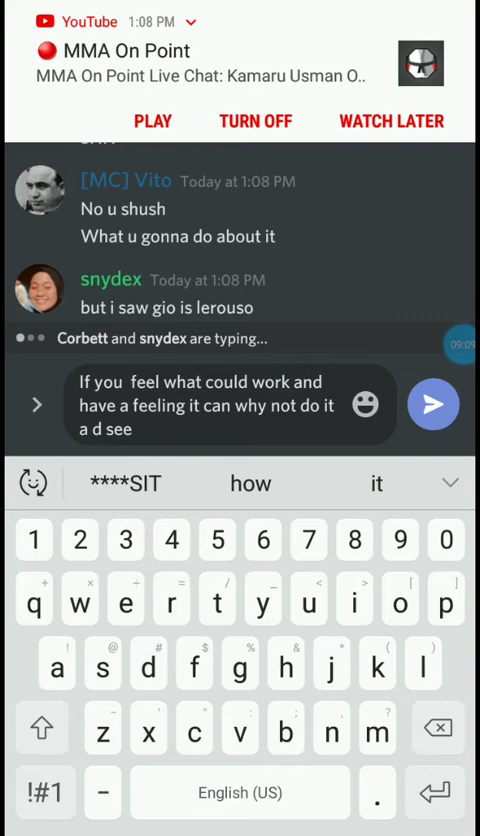 YouTube 1:08 PM
MMA On Point
MMA On Point Live Chat: Kamaru Usman O..
PLAY TURN OFF WATCH LATER
[MC] Vito Today at 1:08 PM
No u shush
What u gonna do about it
snydex Today at 1:08 PM
but i saw gio is lerouso
Corbett and snydex are typing...
09:09
If you feel what could work and
have a feeling it can why not do it
a d see
****SIT how it
1 2 3 4 5 6 7 8 9 0
+ × ÷ = / _ < > [ ]
q w e r t y u i o p
! @ # $ % ^ & * ( )
a s d f g h j k l
- ' " : ; , ?
z x c v b n m
!#1 - English (US) .